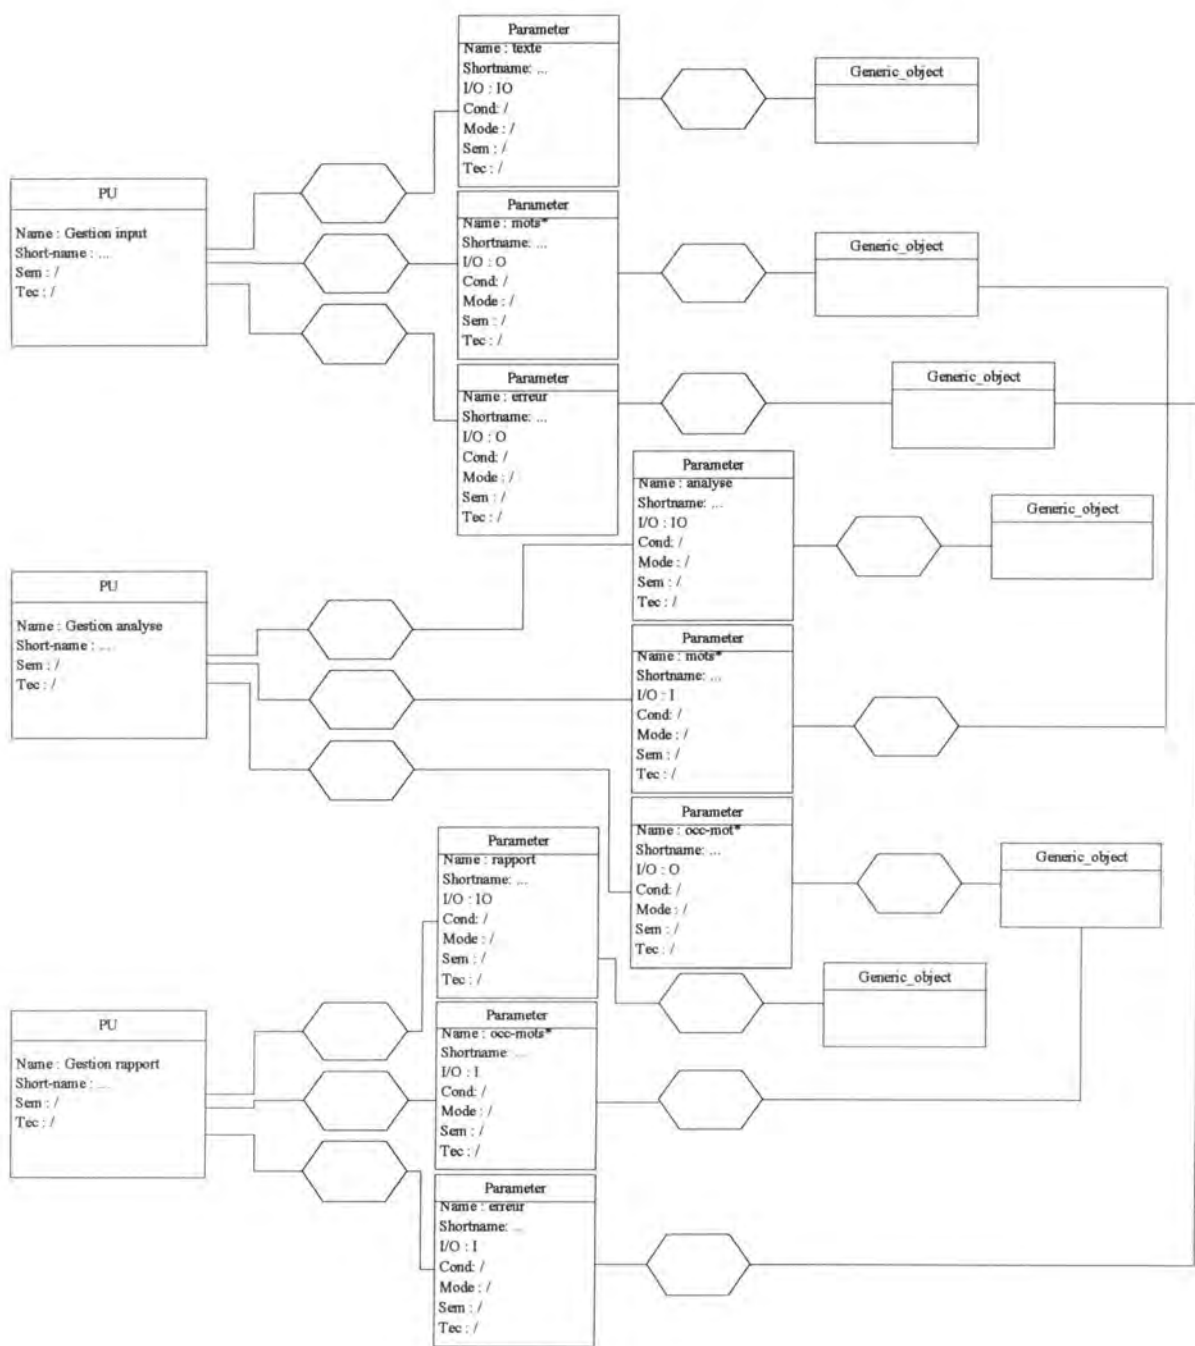 Parameter
Name : texte
Shortname: ...
I/O : IO
Cond: /
Mode : /
Sem : /
Tec : /
Generic_object
PU
Name : Gestion input
Short-name : ...
Sem : /
Tec : /
Parameter
Name : mots*
Shortname: ...
I/O : O
Cond: /
Mode : /
Sem : /
Tec : /
Generic_object
Parameter
Name : erreur
Shortname: ...
I/O : O
Cond: /
Mode : /
Sem : /
Tec : /
Generic_object
PU
Name : Gestion analyse
Short-name : ...
Sem : /
Tec : /
Parameter
Name : analyse
Shortname: ...
I/O : IO
Cond: /
Mode : /
Sem : /
Tec : /
Generic_object
Parameter
Name : mots*
Shortname: ...
I/O : I
Cond: /
Mode : /
Sem : /
Tec : /
Parameter
Name : occ-mot*
Shortname: ...
I/O : O
Cond: /
Mode : /
Sem : /
Tec : /
Generic_object
PU
Name : Gestion rapport
Short-name : ...
Sem : /
Tec : /
Parameter
Name : rapport
Shortname: ...
I/O : IO
Cond: /
Mode : /
Sem : /
Tec : /
Generic_object
Parameter
Name : occ-mots*
Shortname: ...
I/O : I
Cond: /
Mode : /
Sem : /
Tec : /
Parameter
Name : erreur
Shortname: ...
I/O : I
Cond: /
Mode : /
Sem : /
Tec : /